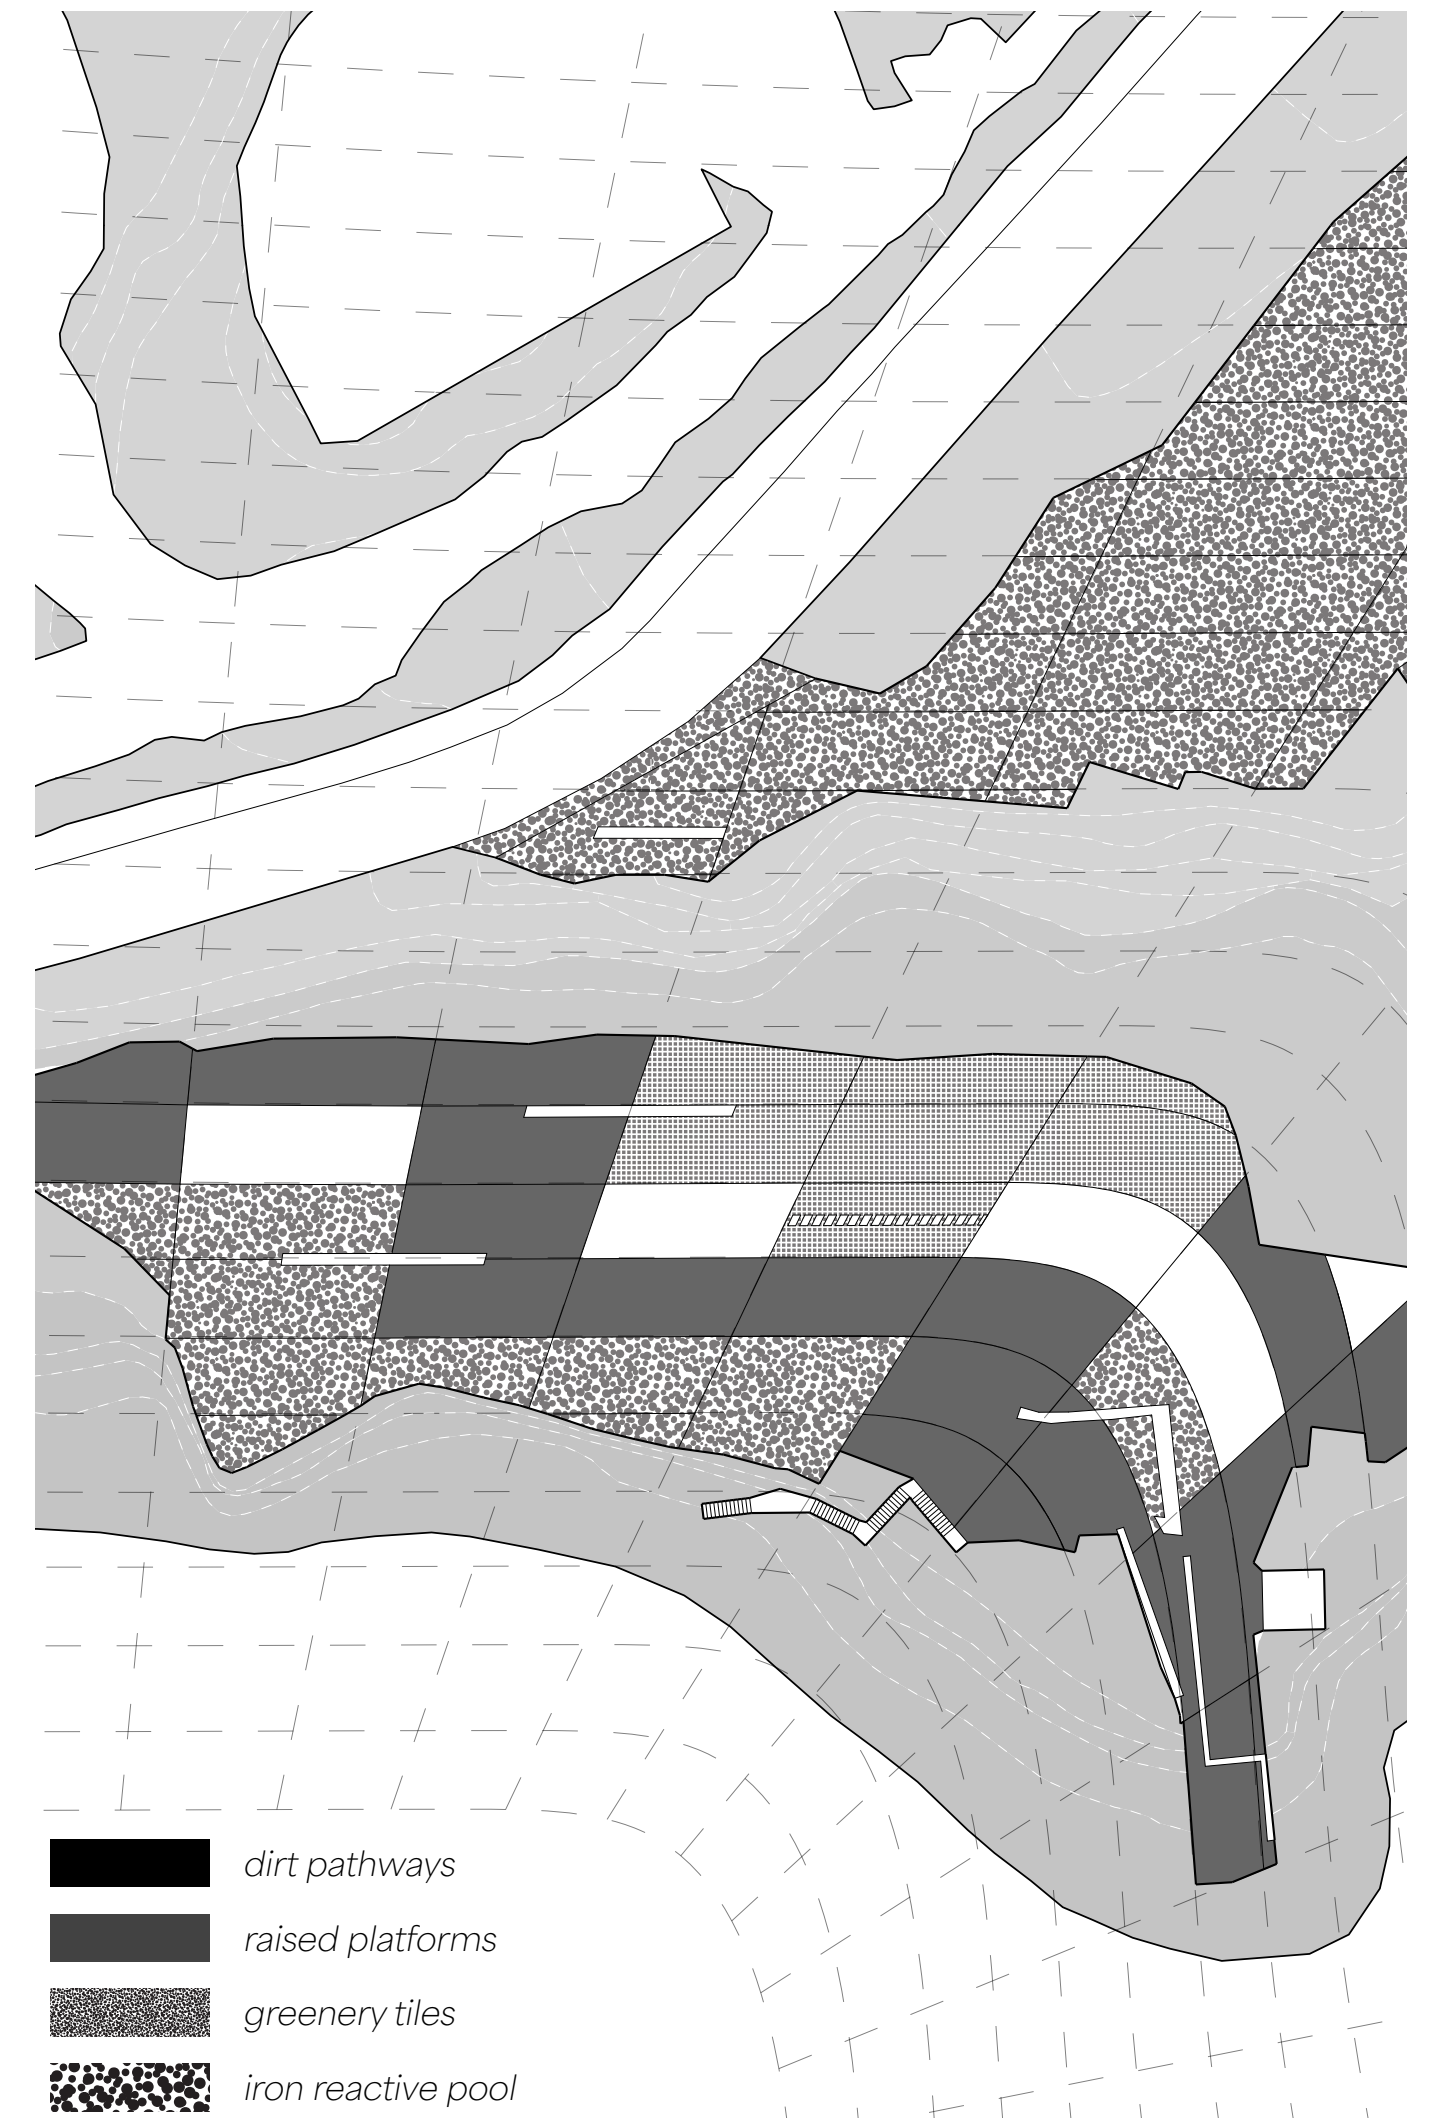 dirt pathways
raised platforms
greenery tiles
iron reactive pool